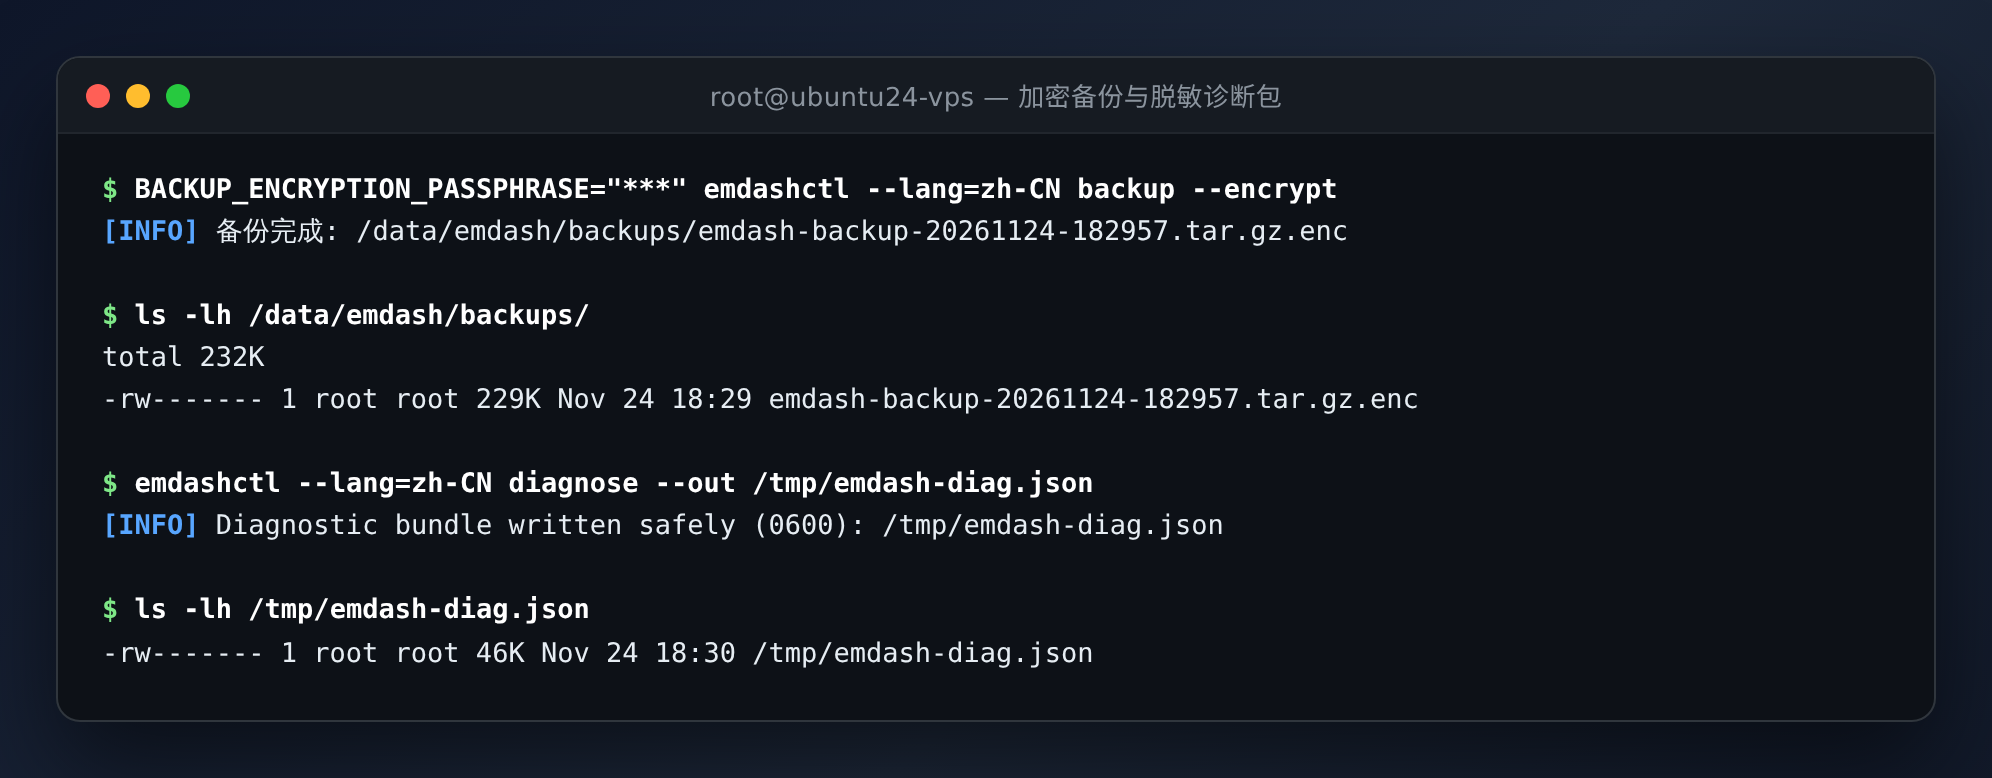 root@ubuntu24-vps — 加密备份与脱敏诊断包
$ BACKUP_ENCRYPTION_PASSPHRASE="***" emdashctl --lang=zh-CN backup --encrypt
[INFO] 备份完成: /data/emdash/backups/emdash-backup-20261124-182957.tar.gz.enc
$ ls -lh /data/emdash/backups/
total 232K
-rw------- 1 root root 229K Nov 24 18:29 emdash-backup-20261124-182957.tar.gz.enc
$ emdashctl --lang=zh-CN diagnose --out /tmp/emdash-diag.json
[INFO] Diagnostic bundle written safely (0600): /tmp/emdash-diag.json
$ ls -lh /tmp/emdash-diag.json
-rw------- 1 root root 46K Nov 24 18:30 /tmp/emdash-diag.json